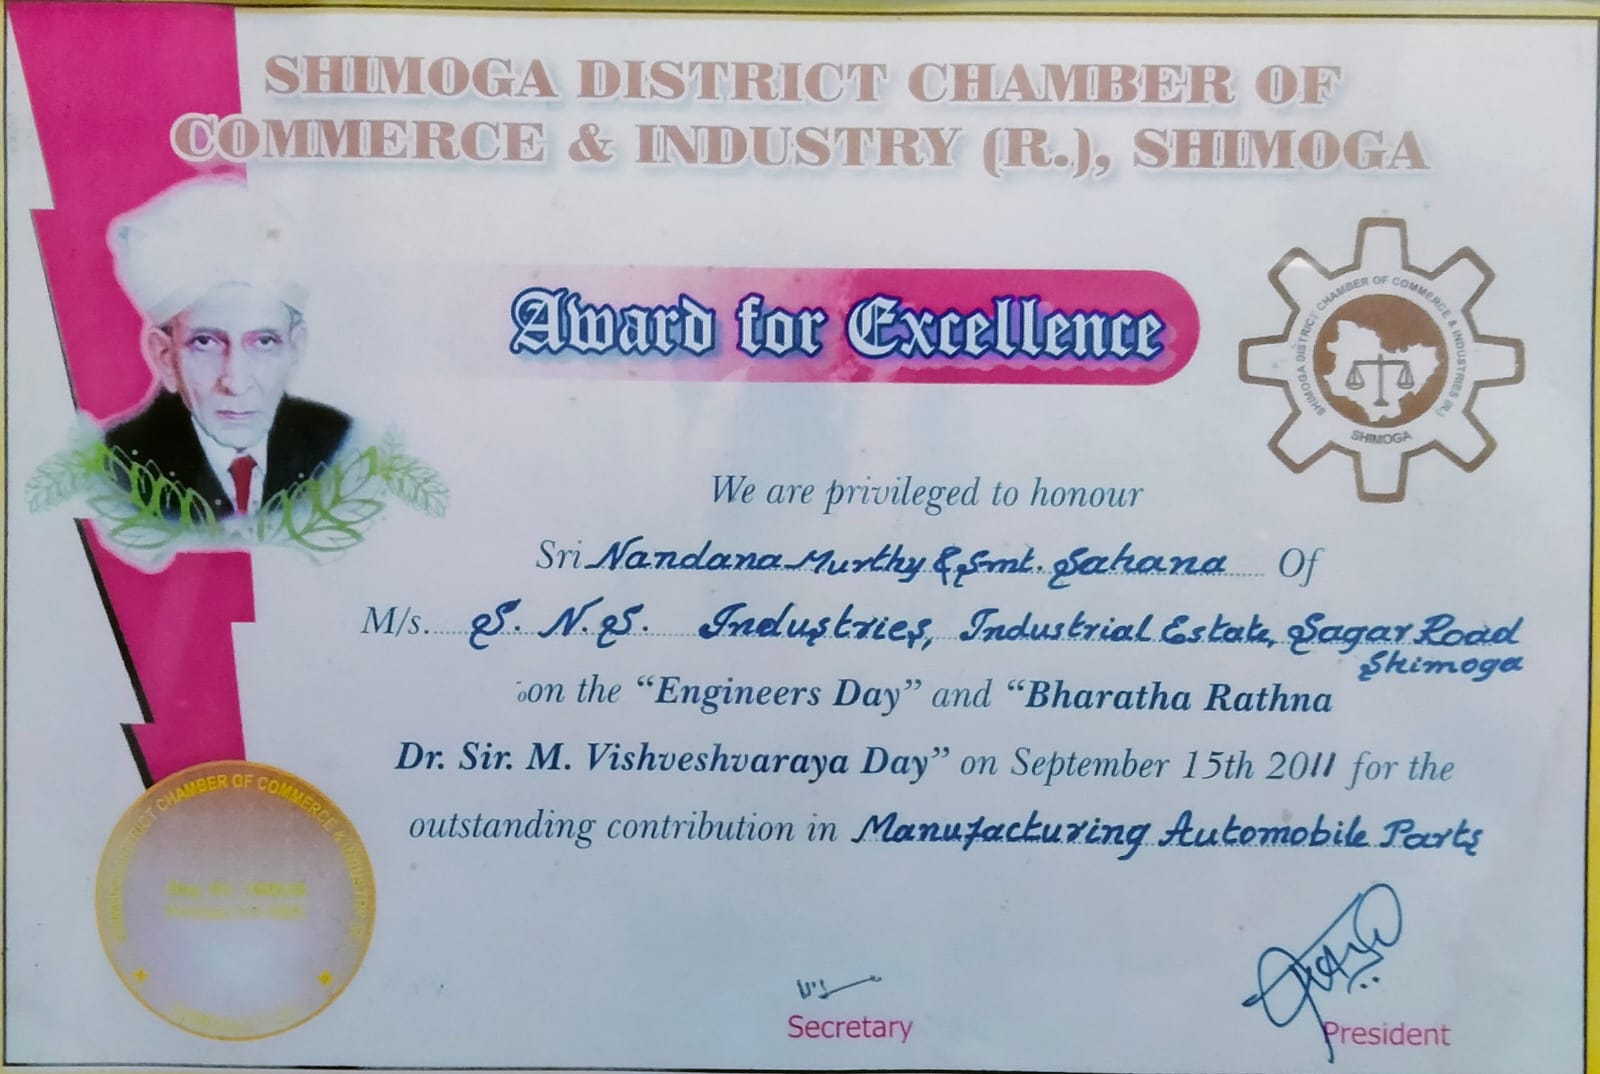 SHIMOGA DISTRICT CHAMBER OF
COMMERCE & INDUSTRY (R.), SHIMOGA
Award for Excellence
SHIMOGA DISTRICT CHAMBER OF COMMERCE & INDUSTRIES (R.)
SHIMOGA
We are privileged to honour
Sri Nandana Murthy & Smt. Sahana Of
M/s. S. N. S. Industries, Industrial Estate, Sagar Road
Shimoga
on the “Engineers Day” and “Bharatha Rathna
Dr. Sir. M. Vishveshvaraya Day” on September 15th 2011 for the
outstanding contribution in Manufacturing Automobile Parts
CHAMBER OF COMMERCE & INDUSTRY
Secretary
President